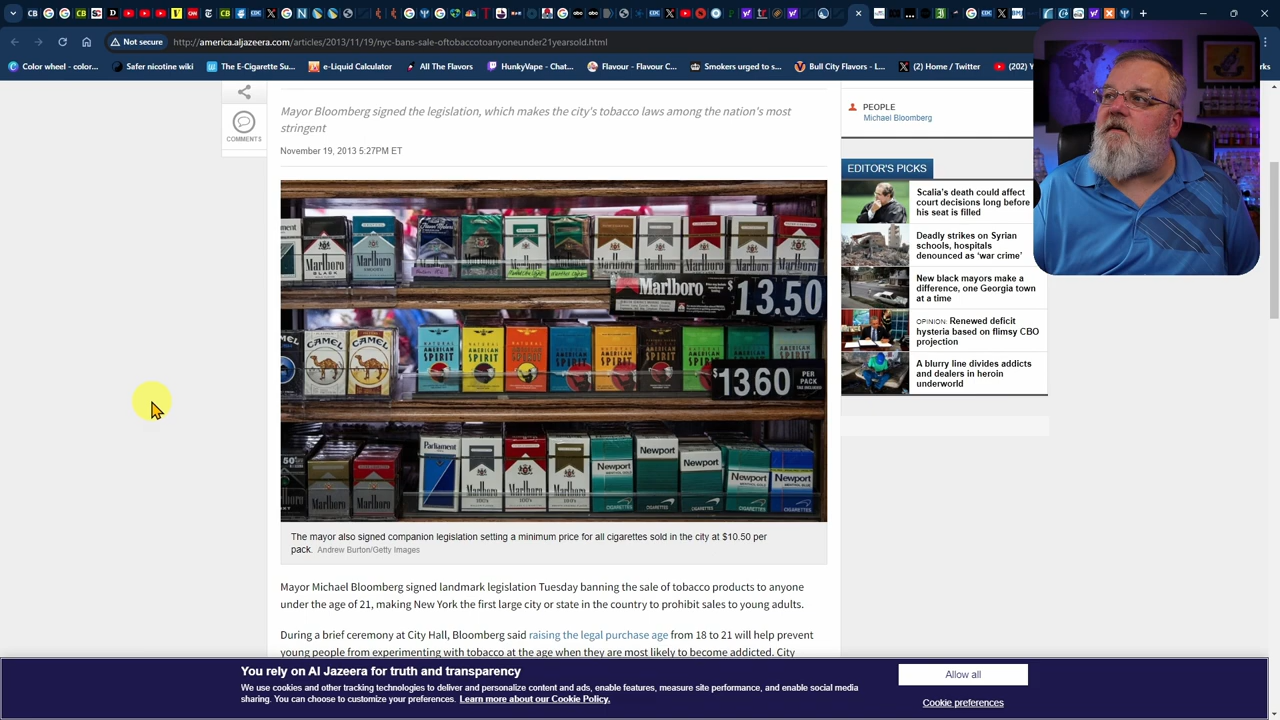 Not secure
http://america.aljazeera.com/articles/2013/11/19/nyc-bans-sale-oftobaccotoanyoneunder21yearsold.html
Color wheel - color...
Safer nicotine wiki
The E-Cigarette Su...
e-Liquid Calculator
All The Flavors
HunkyVape - Chat...
Flavour - Flavour C...
Smokers urged to s...
Bull City Flavors - L...
(2) Home / Twitter
Mayor Bloomberg signed the legislation, which makes the city's tobacco laws among the nation's most
stringent
COMMENTS
November 19, 2013 5:27PM ET
PEOPLE
Michael Bloomberg
EDITOR'S PICKS
Scalia's death could affect
court decisions long before
his seat is filled
Deadly strikes on Syrian
schools, hospitals
denounced as 'war crime'
New black mayors make a
difference, one Georgia town
at a time
OPINION: Renewed deficit
hysteria based on flimsy CBO
projection
A blurry line divides addicts
and dealers in heroin
underworld
Marlboro
$13.50
CAMEL
AMERICAN SPIRIT
$13.60 PER PACK
Parliament
Marlboro
Newport
Newport
Newport
Newport
The mayor also signed companion legislation setting a minimum price for all cigarettes sold in the city at $10.50 per
pack. Andrew Burton/Getty Images
Mayor Michael Bloomberg signed landmark legislation Tuesday banning the sale of tobacco products to anyone
under the age of 21, making New York the first large city or state in the country to prohibit sales to young adults.
During a brief ceremony at City Hall, Bloomberg said raising the legal purchase age from 18 to 21 will help prevent
young people from experimenting with tobacco at the age when they are most likely to become addicted. City
You rely on Al Jazeera for truth and transparency
We use cookies and other tracking technologies to deliver and personalize content and ads, enable features, measure site performance, and enable social media
sharing. You can choose to customize your preferences. Learn more about our Cookie Policy.
Allow all
Cookie preferences